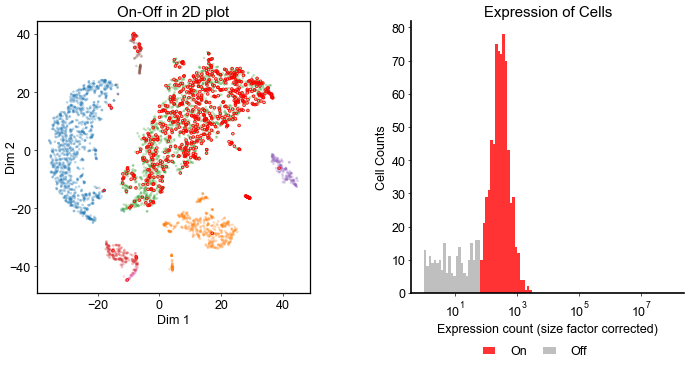 On-Off in 2D plot
40
20
0
−20
−40
Dim 2
−20
0
20
40
Dim 1
Expression of Cells
80
70
60
50
40
30
20
10
0
Cell Counts
10^1
10^3
10^5
10^7
Expression count (size factor corrected)
On
Off